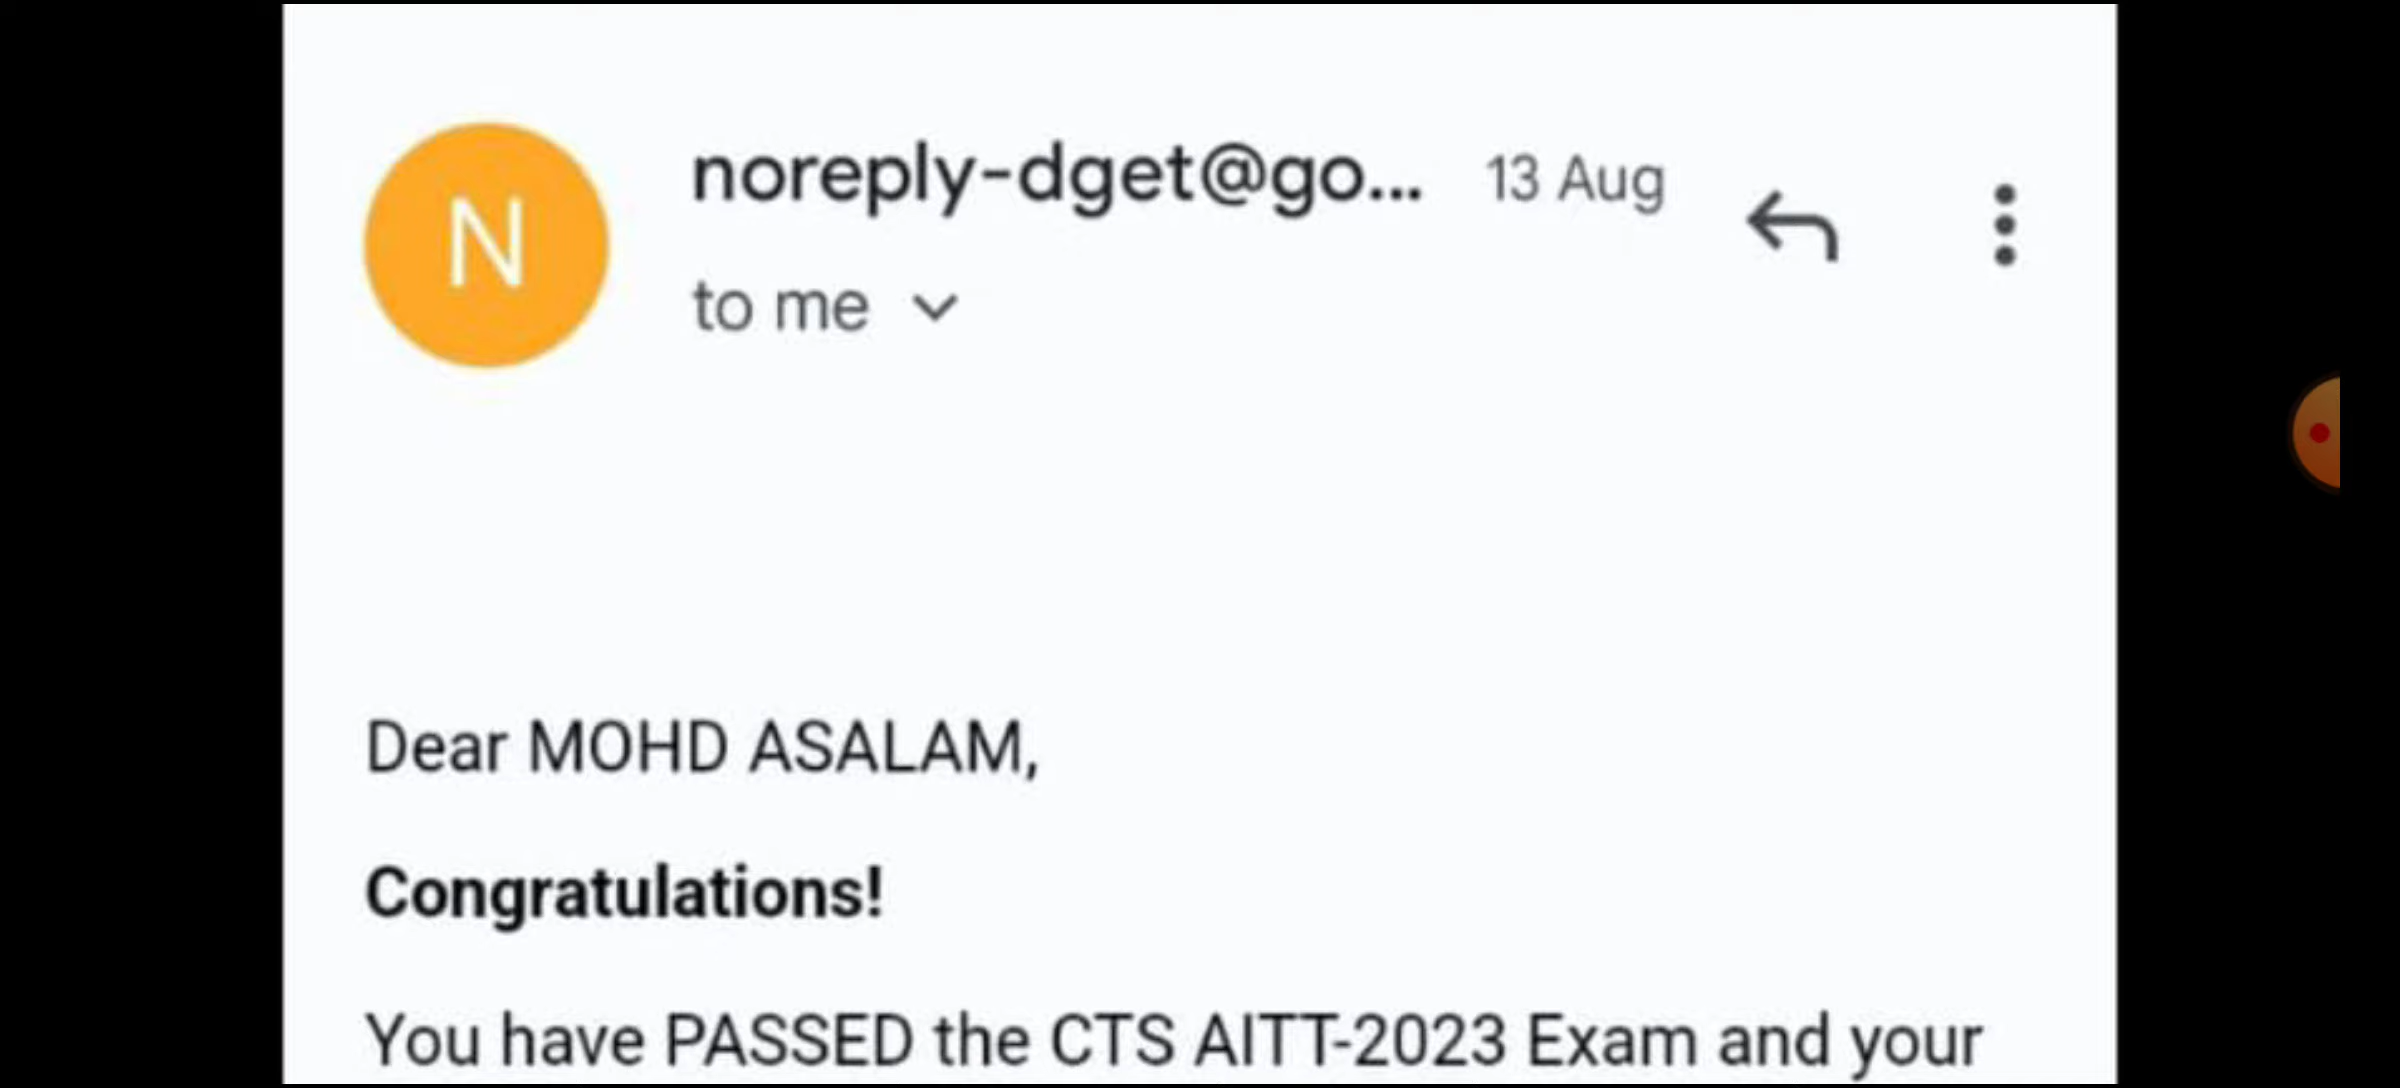 N
noreply-dget@go... 13 Aug
to me
Dear MOHD ASALAM,
Congratulations!
You have PASSED the CTS AITT-2023 Exam and your